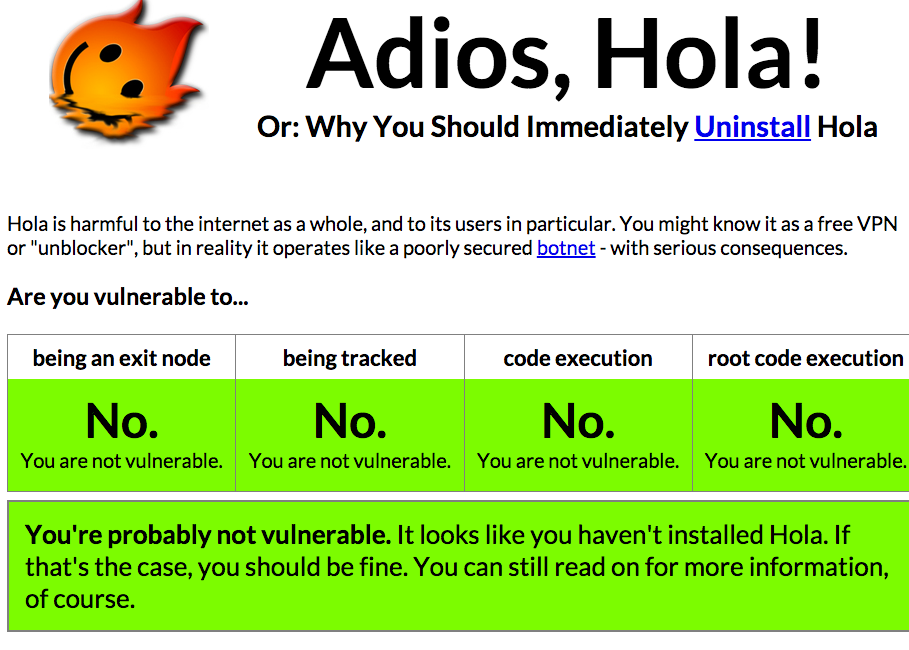 Adios, Hola!
Or: Why You Should Immediately Uninstall Hola
Hola is harmful to the internet as a whole, and to its users in particular. You might know it as a free VPN
or "unblocker", but in reality it operates like a poorly secured botnet - with serious consequences.
Are you vulnerable to...
being an exit node being tracked code execution root code execution
No. No. No. No.
You are not vulnerable. You are not vulnerable. You are not vulnerable. You are not vulnerable.
You're probably not vulnerable. It looks like you haven't installed Hola. If
that's the case, you should be fine. You can still read on for more information,
of course.